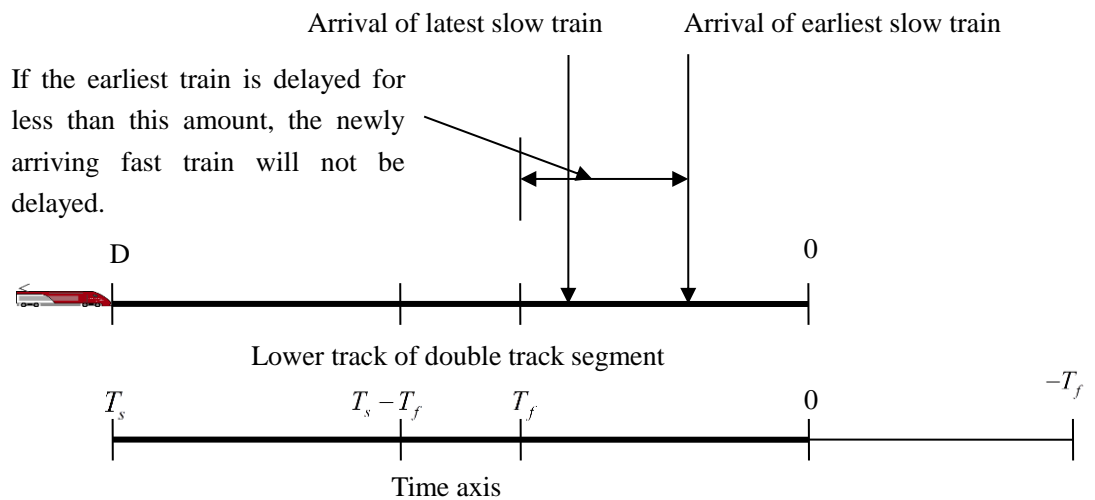 Arrival of latest slow train
Arrival of earliest slow train
If the earliest train is delayed for
less than this amount, the newly
arriving fast train will not be
delayed.
D
0
Lower track of double track segment
T_s
T_s – T_f
T_f
0
–T_f
Time axis